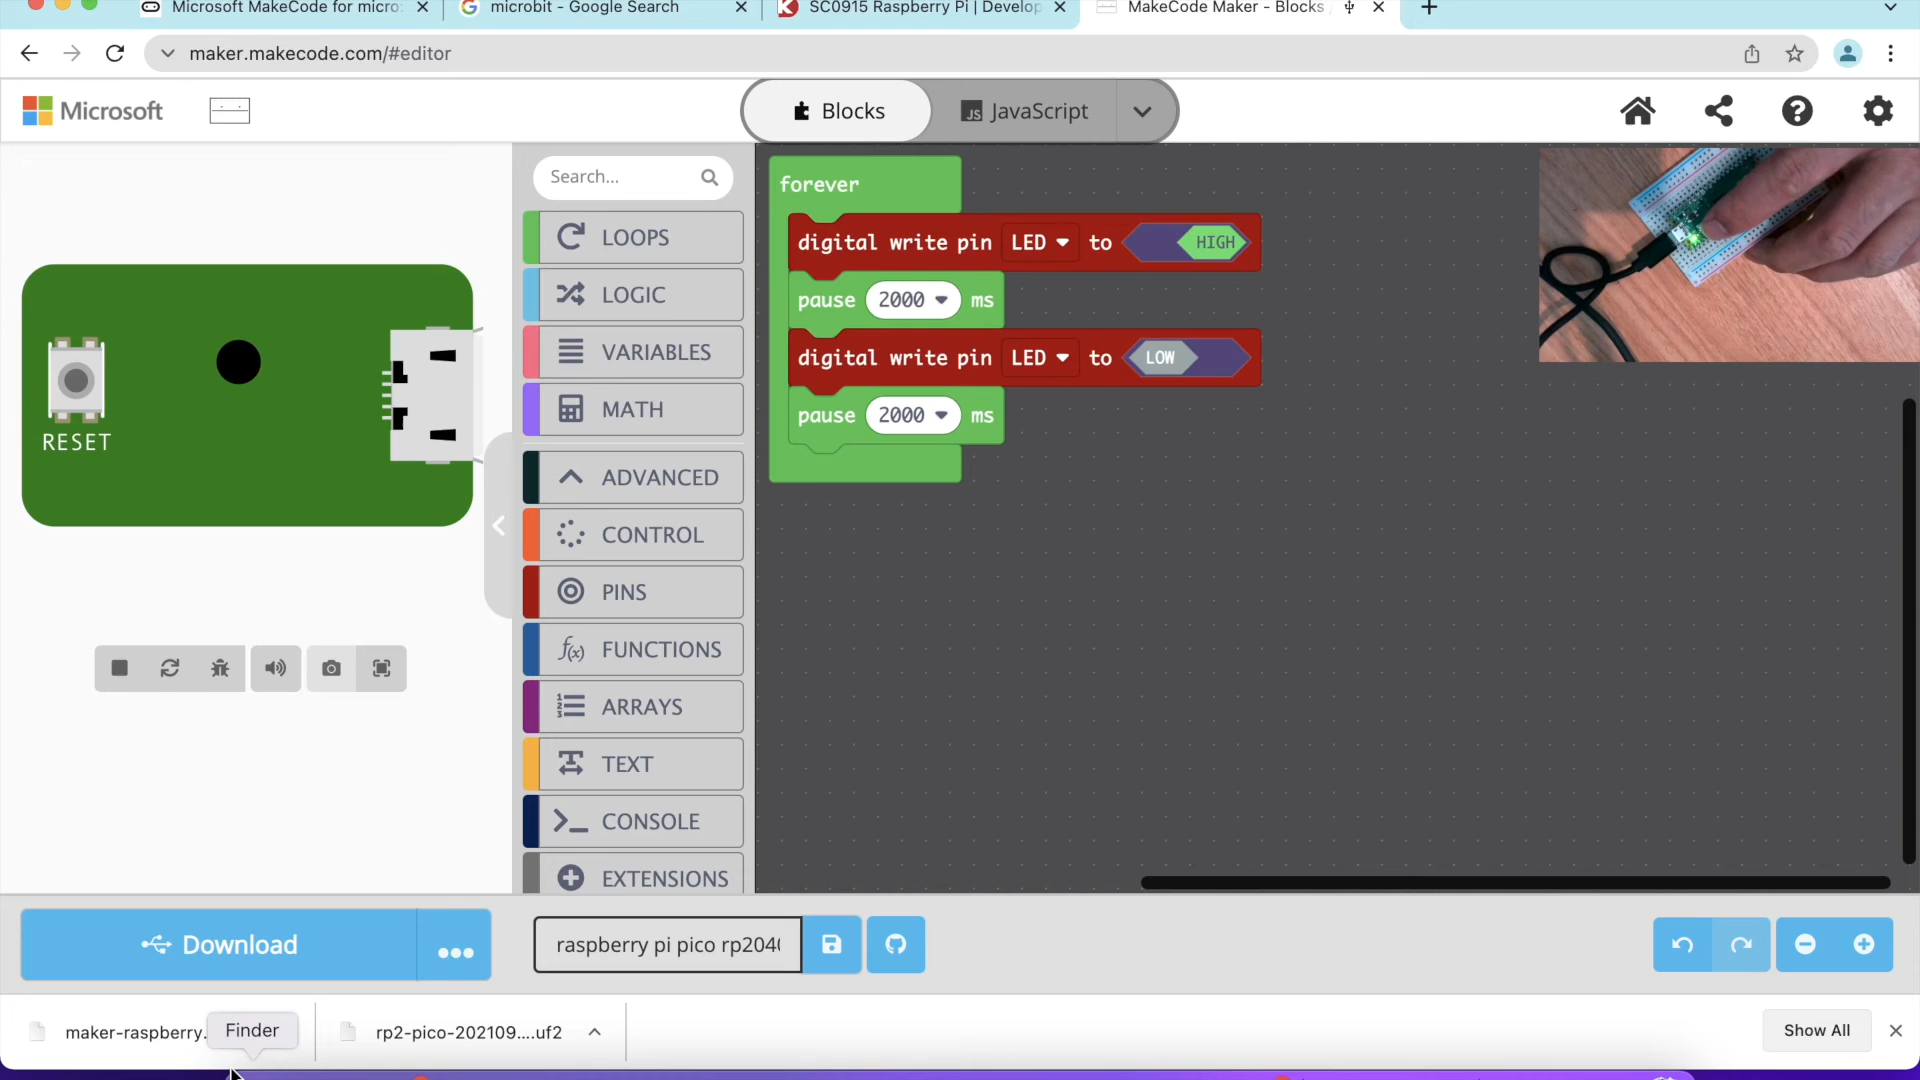 Microsoft MakeCode for micro:
microbit - Google Search
SC0915 Raspberry Pi | Develop
MakeCode Maker - Blocks
maker.makecode.com/#editor
Microsoft
Blocks
JS JavaScript
Search...
LOOPS
LOGIC
VARIABLES
MATH
ADVANCED
CONTROL
PINS
f(x) FUNCTIONS
ARRAYS
TEXT
CONSOLE
EXTENSIONS
RESET
forever
digital write pin LED to HIGH
pause 2000 ms
digital write pin LED to LOW
pause 2000 ms
Download
raspberry pi pico rp204
maker-raspberry.
Finder
rp2-pico-202109....uf2
Show All